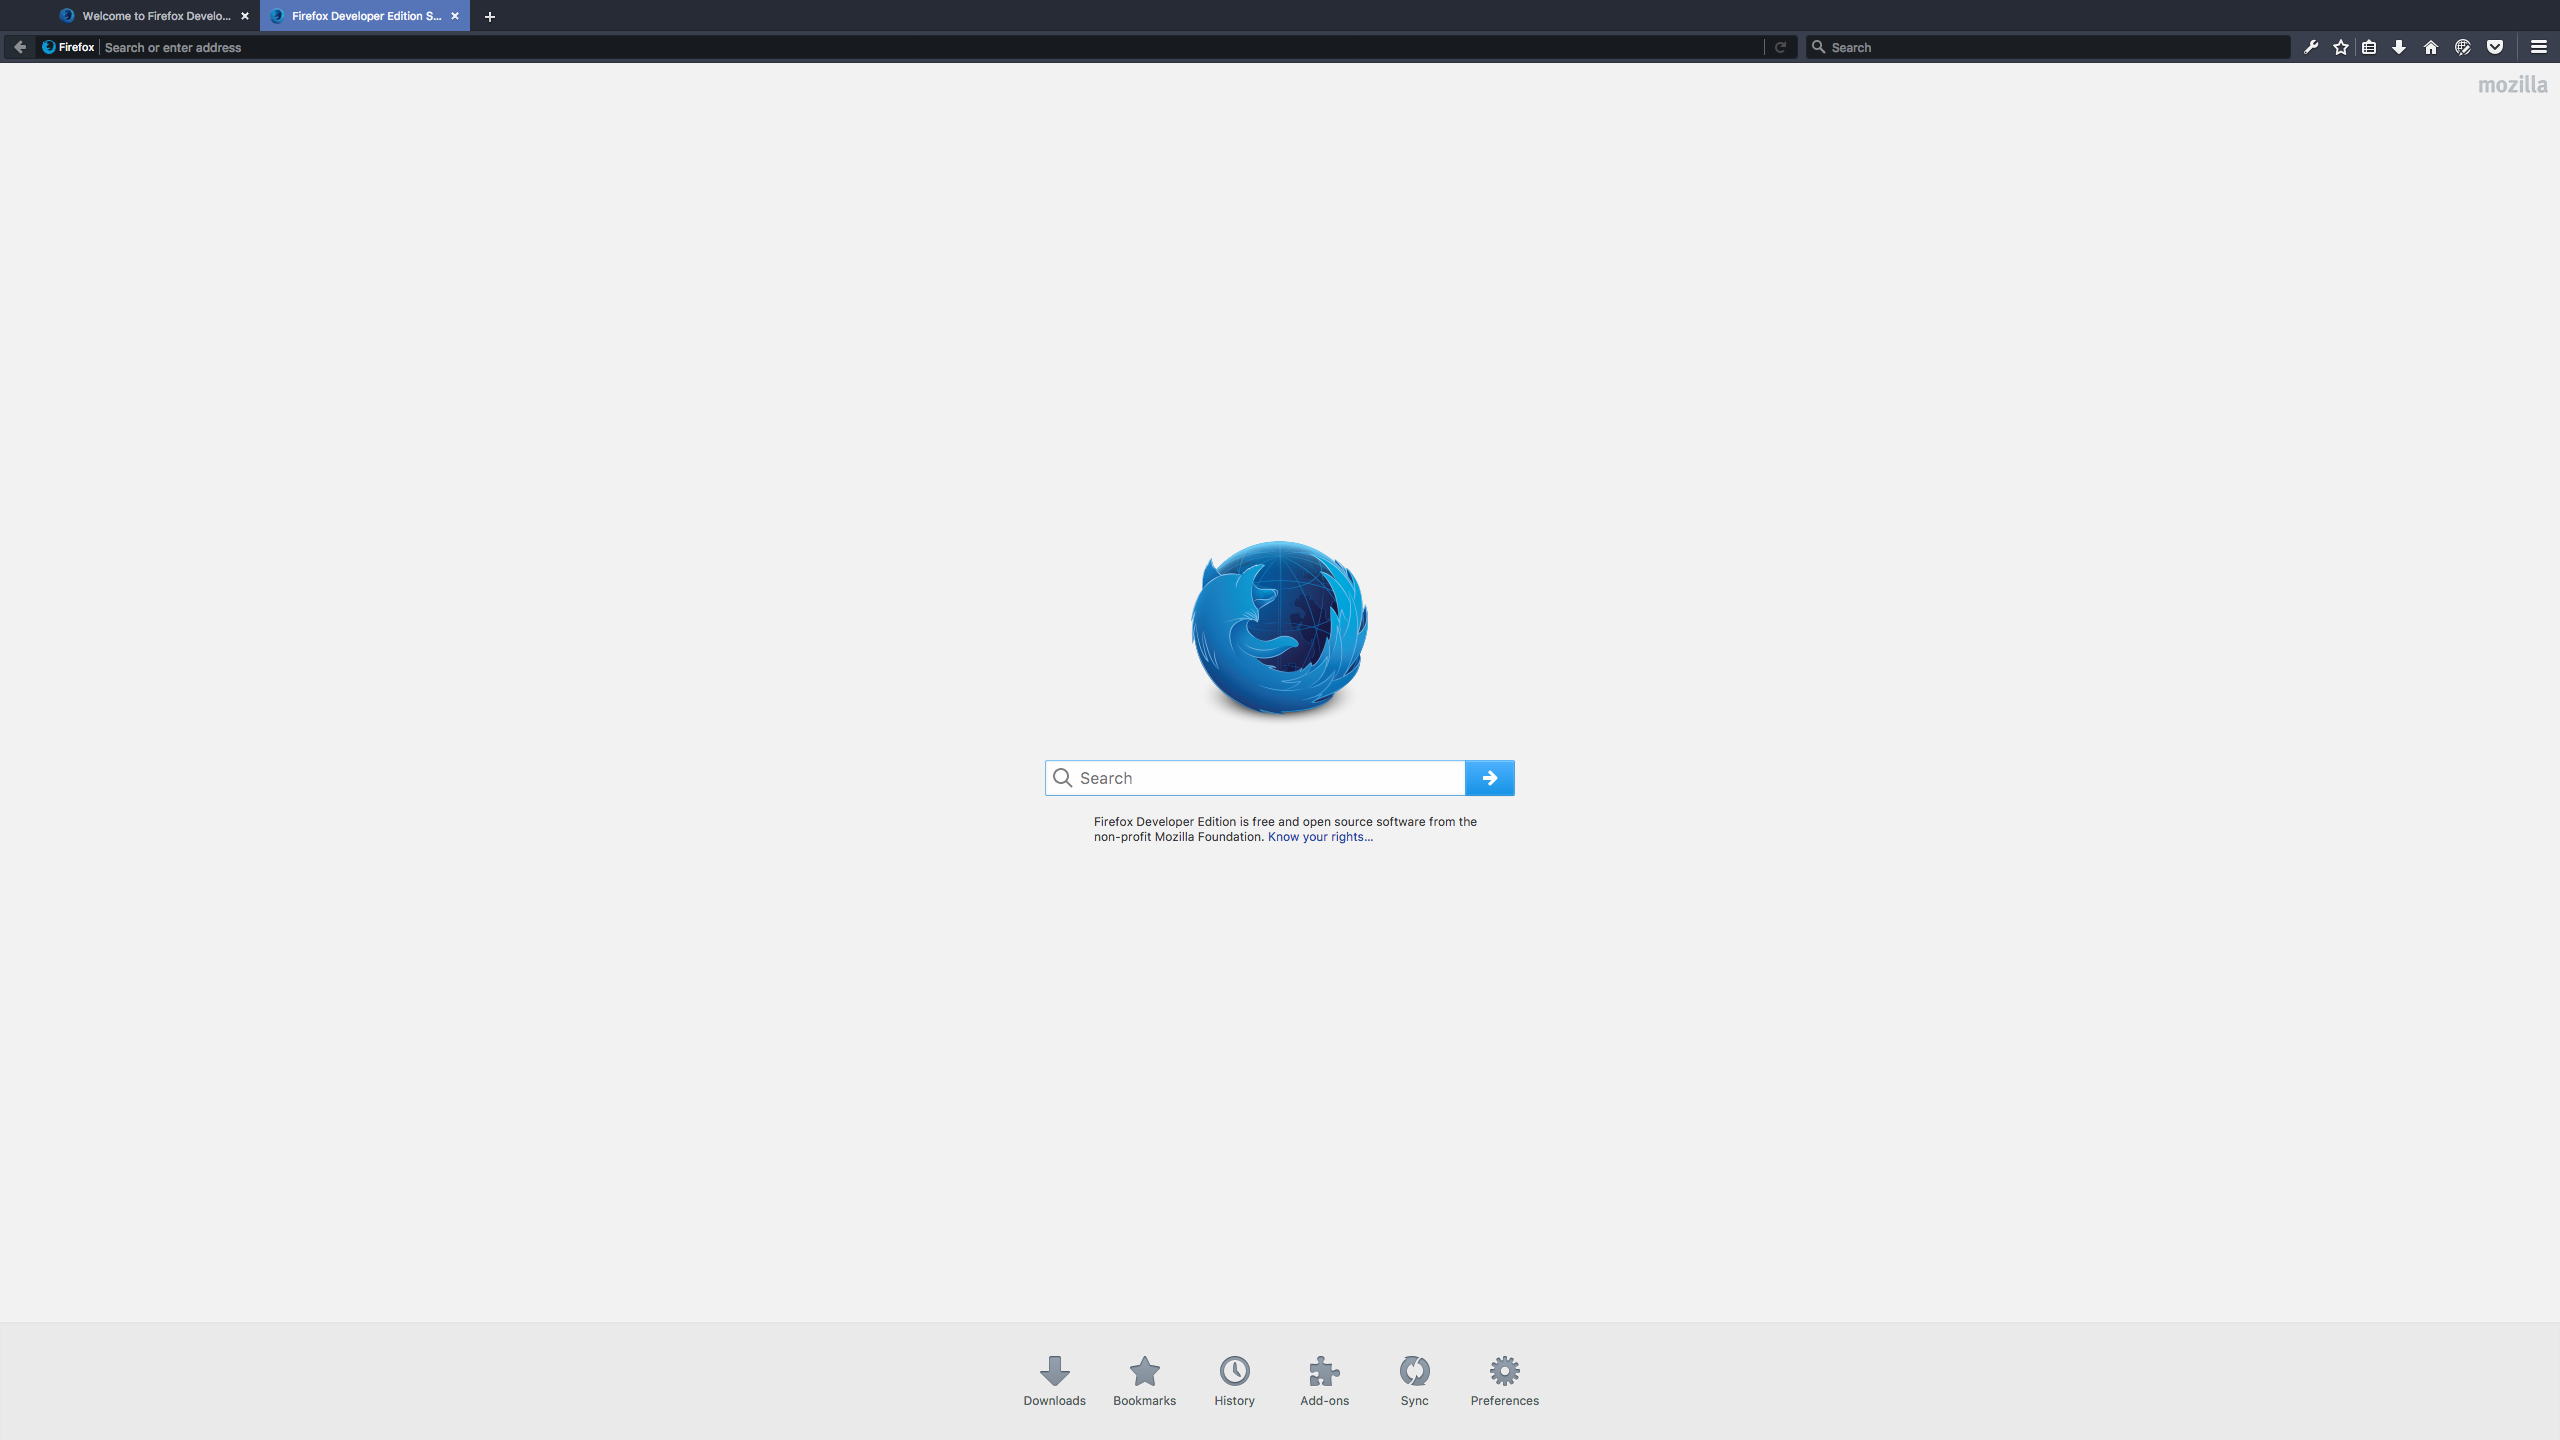 Welcome to Firefox Develo...
Firefox Developer Edition S...
Firefox
Search or enter address
Search
mozilla
Search
Firefox Developer Edition is free and open source software from the
non-profit Mozilla Foundation. Know your rights...
Downloads
Bookmarks
History
Add-ons
Sync
Preferences